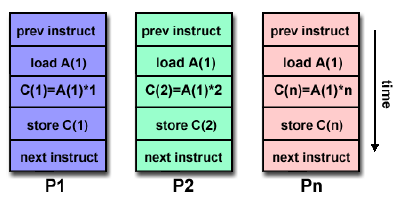 prev instruct
load A(1)
C(1)=A(1)*1
store C(1)
next instruct
P1
prev instruct
load A(1)
C(2)=A(1)*2
store C(2)
next instruct
P2
prev instruct
load A(1)
C(n)=A(1)*n
store C(n)
next instruct
Pn
time